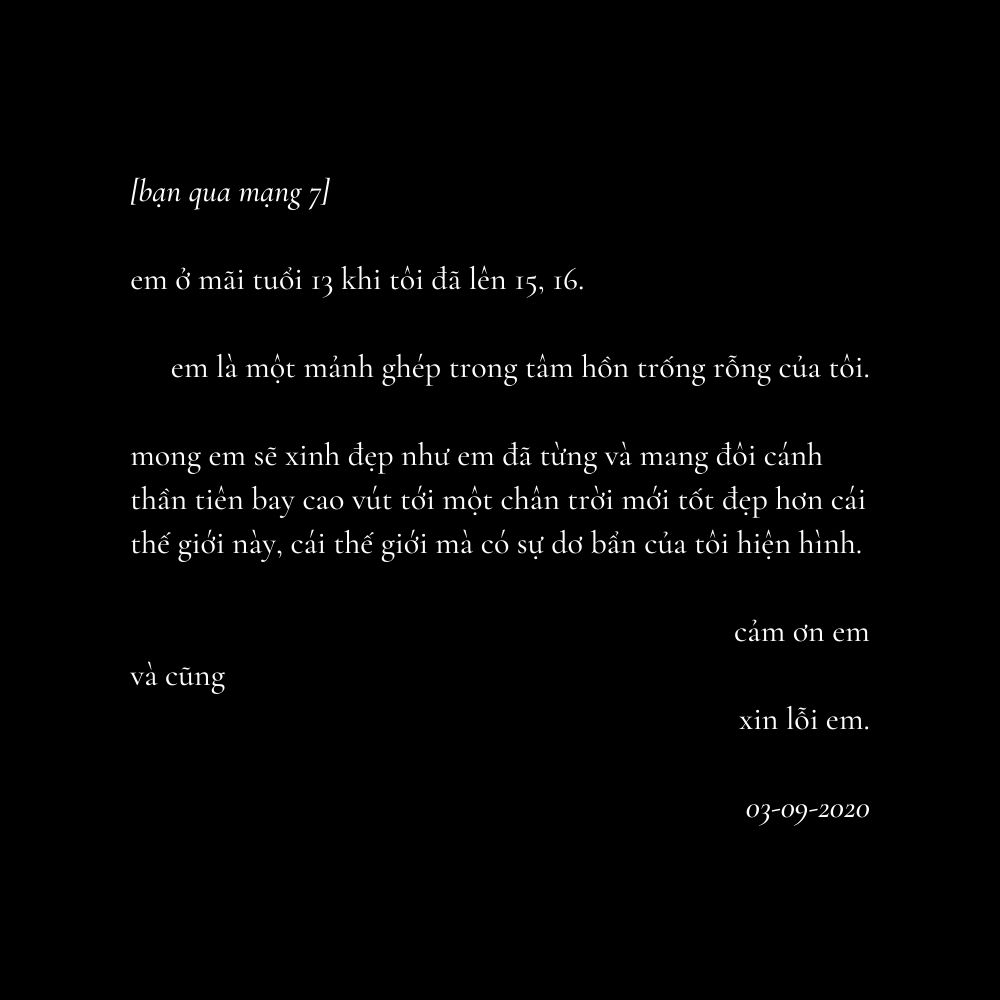 [bạn qua mạng 7]
em ở mãi tuổi 13 khi tôi đã lên 15, 16.
em là một mảnh ghép trong tâm hồn trống rỗng của tôi.
mong em sẽ xinh đẹp như em đã từng và mang đôi cánh
thần tiên bay cao vút tới một chân trời mới tốt đẹp hơn cái
thế giới này, cái thế giới mà có sự dơ bẩn của tôi hiện hình.
cảm ơn em
và cũng
xin lỗi em.
03-09-2020